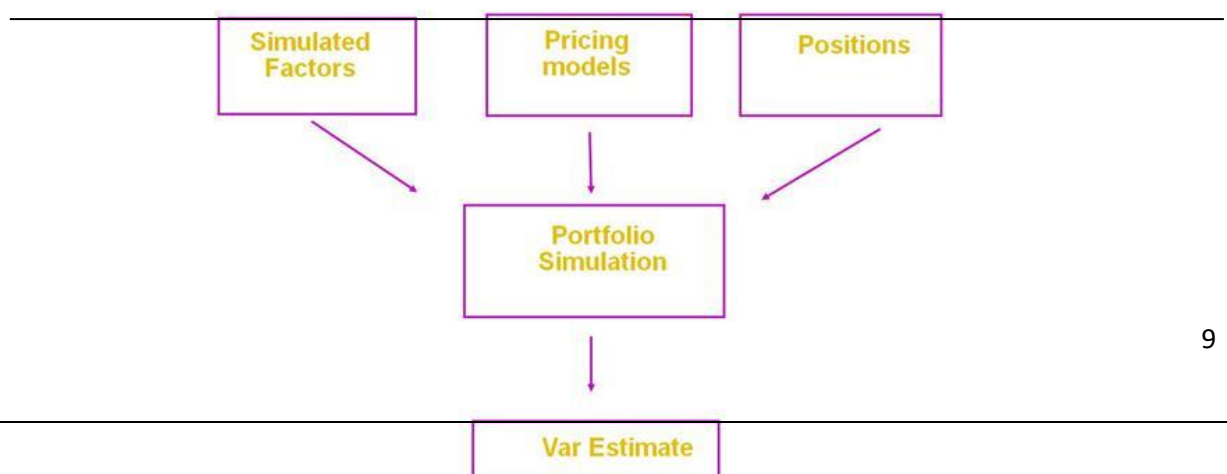 Simulated
Factors
Pricing
models
Positions
Portfolio
Simulation
9
Var Estimate